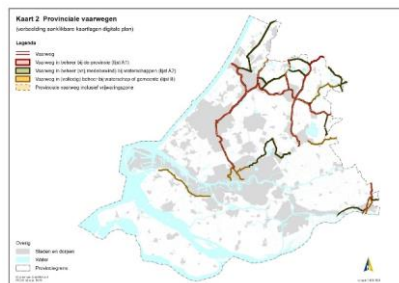 Kaart 2 Provinciale vaarwegen
(verbeelding aanklikbare kaartlagen digitale plan)
Legenda
Vaarweg
Vaarweg in beheer bij de provincie (lijst A1)
Vaarweg in beheer (en) medebewind bij waterschappen (lijst A2)
Vaarweg in (volledig) beheer bij waterschap of gemeente (lijst B)
Provinciale vaarweg inclusief vrijwaringszone
Overig
Steden en dorpen
Water
Provinciegrens